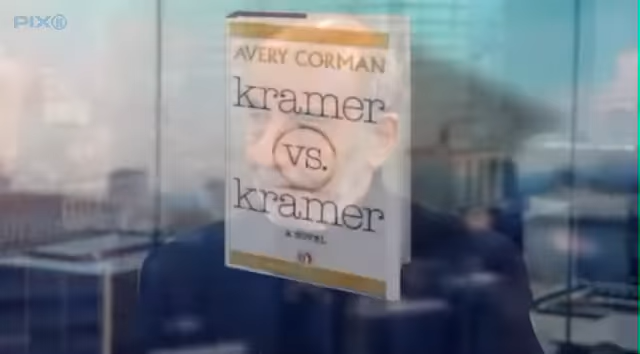 PIX11
AVERY CORMAN
kramer
vs.
kramer
A NOVEL